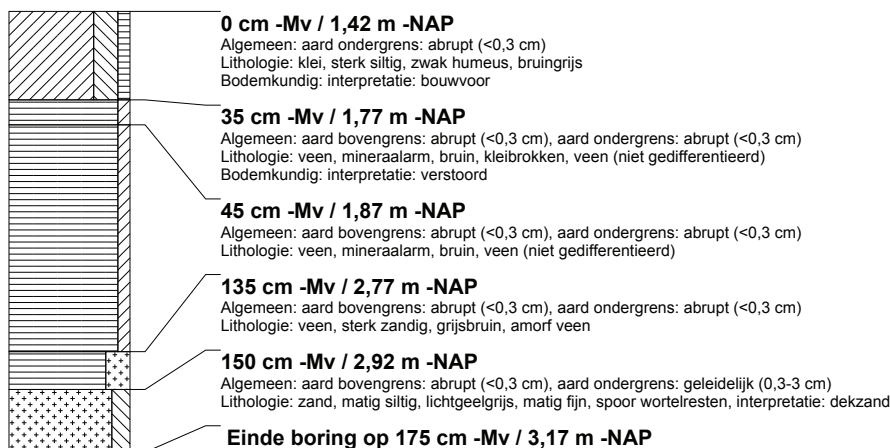 0 cm -Mv / 1,42 m -NAP
Algemeen: aard ondergrens: abrupt (<0,3 cm)
Lithologie: klei, sterk siltig, zwak humeus, bruingrijs
Bodemkundig: interpretatie: bouwvoor
35 cm -Mv / 1,77 m -NAP
Algemeen: aard bovengrens: abrupt (<0,3 cm), aard ondergrens: abrupt (<0,3 cm)
Lithologie: veen, mineraalarm, bruin, kleibrokken, veen (niet gedifferentieerd)
Bodemkundig: interpretatie: verstoord
45 cm -Mv / 1,87 m -NAP
Algemeen: aard bovengrens: abrupt (<0,3 cm), aard ondergrens: abrupt (<0,3 cm)
Lithologie: veen, mineraalarm, bruin, veen (niet gedifferentieerd)
135 cm -Mv / 2,77 m -NAP
Algemeen: aard bovengrens: abrupt (<0,3 cm), aard ondergrens: abrupt (<0,3 cm)
Lithologie: veen, sterk zandig, grijsbruin, amorf veen
150 cm -Mv / 2,92 m -NAP
Algemeen: aard bovengrens: abrupt (<0,3 cm), aard ondergrens: geleidelijk (0,3-3 cm)
Lithologie: zand, matig siltig, lichtgeelgrijs, matig fijn, spoor wortelresten, interpretatie: dekzand
Einde boring op 175 cm -Mv / 3,17 m -NAP